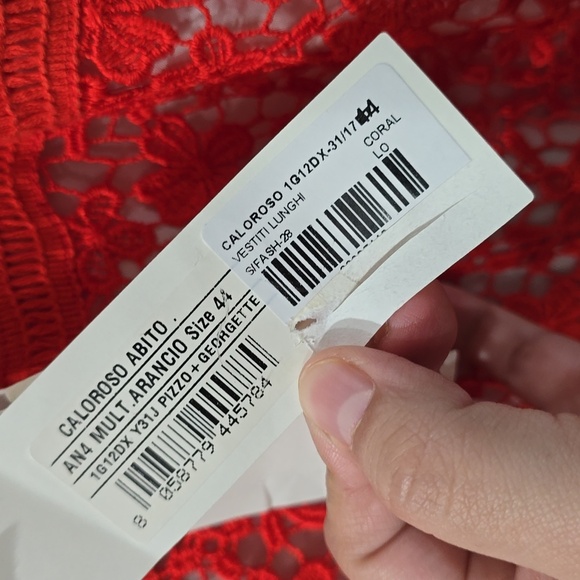 CALOROSO 1G12DX-31/17 44
VESTITI LUNGHI
CORAL
LO
S/FASH-28
CALOROSO ABITO .
AN4 MULT.ARANCIO Size 44
1G12DX Y31J PIZZO + GEORGETTE
8 058779 445784